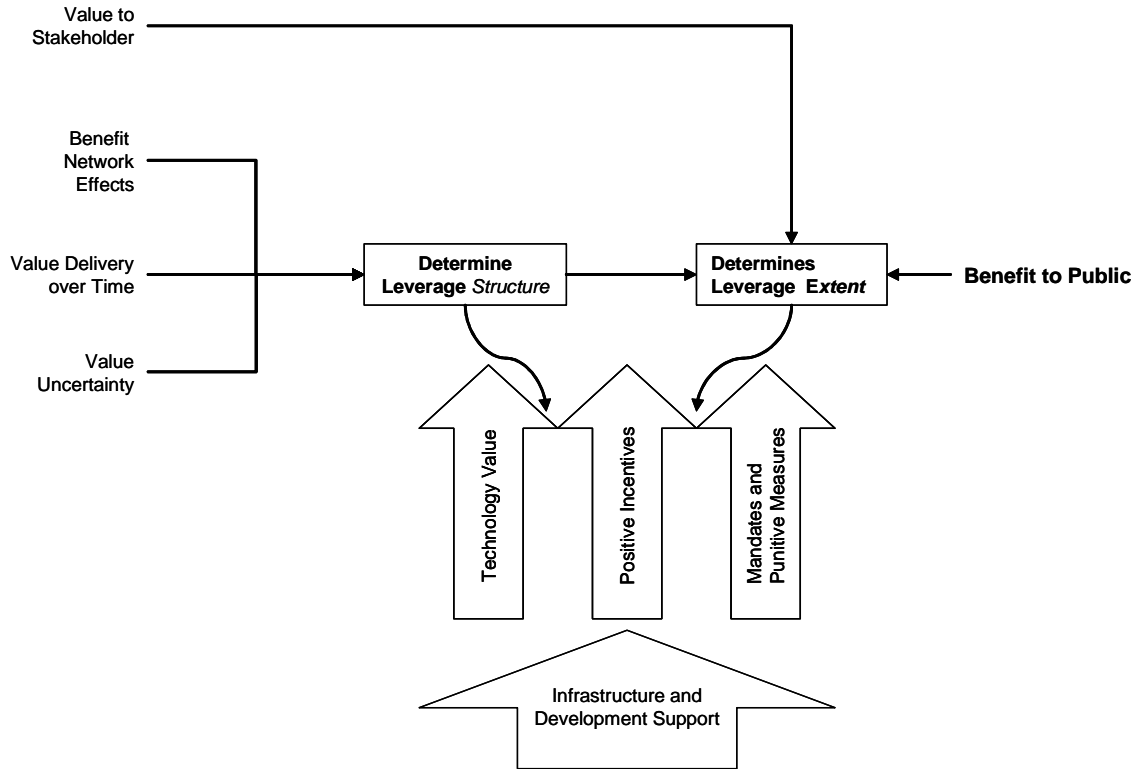 Value to
Stakeholder
Benefit
Network
Effects
Value Delivery
over Time
Value
Uncertainty
Determine
Leverage Structure
Determines
Leverage Extent
Benefit to Public
Technology Value
Positive Incentives
Mandates and
Punitive Measures
Infrastructure and
Development Support